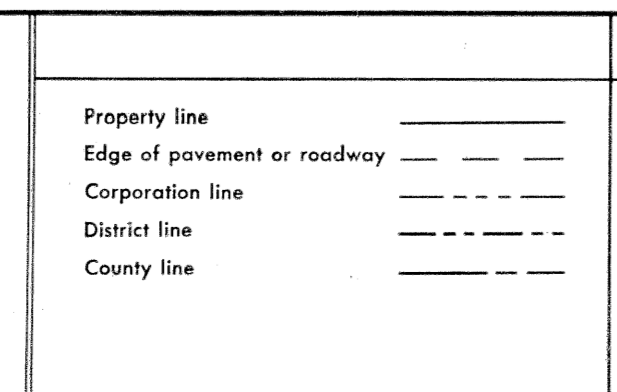 Property line
Edge of pavement or roadway
Corporation line
District line
County line